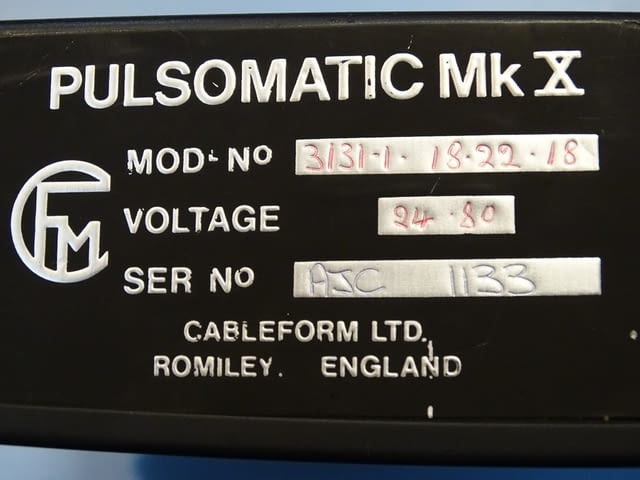 PULSOMATIC Mk X
MOD. NO 3131.1. 18.22.18
VOLTAGE 24.80
SER NO AJC 1133
CFM
CABLEFORM LTD.
ROMILEY. ENGLAND